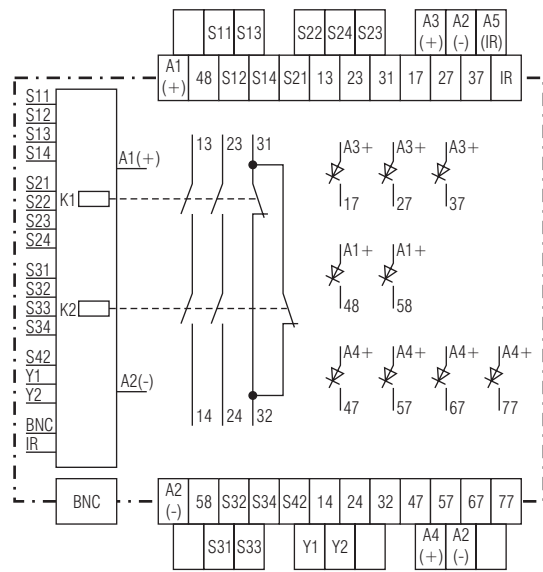 S11 S13 S22 S24 S23 A3 (+) A2 (-) A5 (IR)
A1 (+) 48 S12 S14 S21 13 23 31 17 27 37 IR
S11
S12
S13
S14
A1(+)
S21
K1
S22
S23
S24
S31
S32
K2
S33
S34
S42
Y1
A2(-)
Y2
BNC
IR
13 23 31
14 24 32
A3+ A3+ A3+
17 27 37
A1+ A1+
48 58
A4+ A4+ A4+ A4+
47 57 67 77
BNC
A2 (-) 58 S32 S34 S42 14 24 32 47 57 67 77
S31 S33 Y1 Y2 A4 (+) A2 (-)